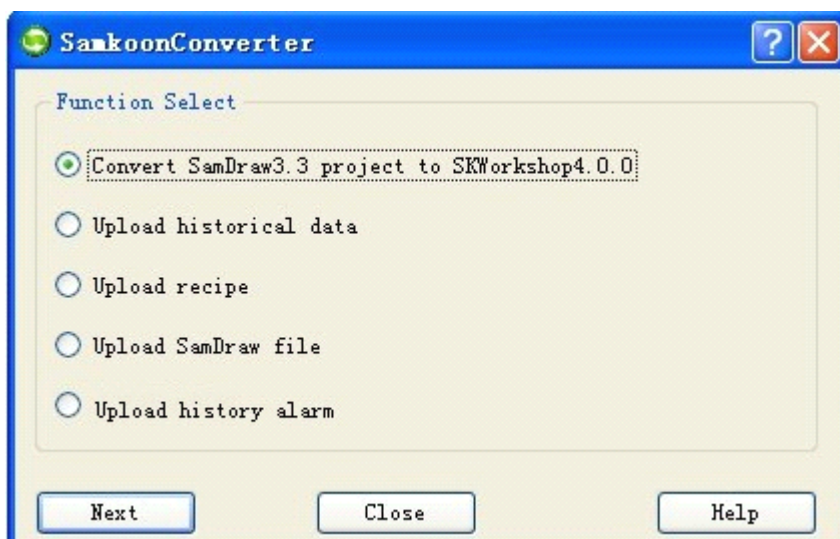 SamkoonConverter
Function Select
Convert SamDraw3.3 project to SKWorkshop4.0.0
Upload historical data
Upload recipe
Upload SamDraw file
Upload history alarm
Next Close Help